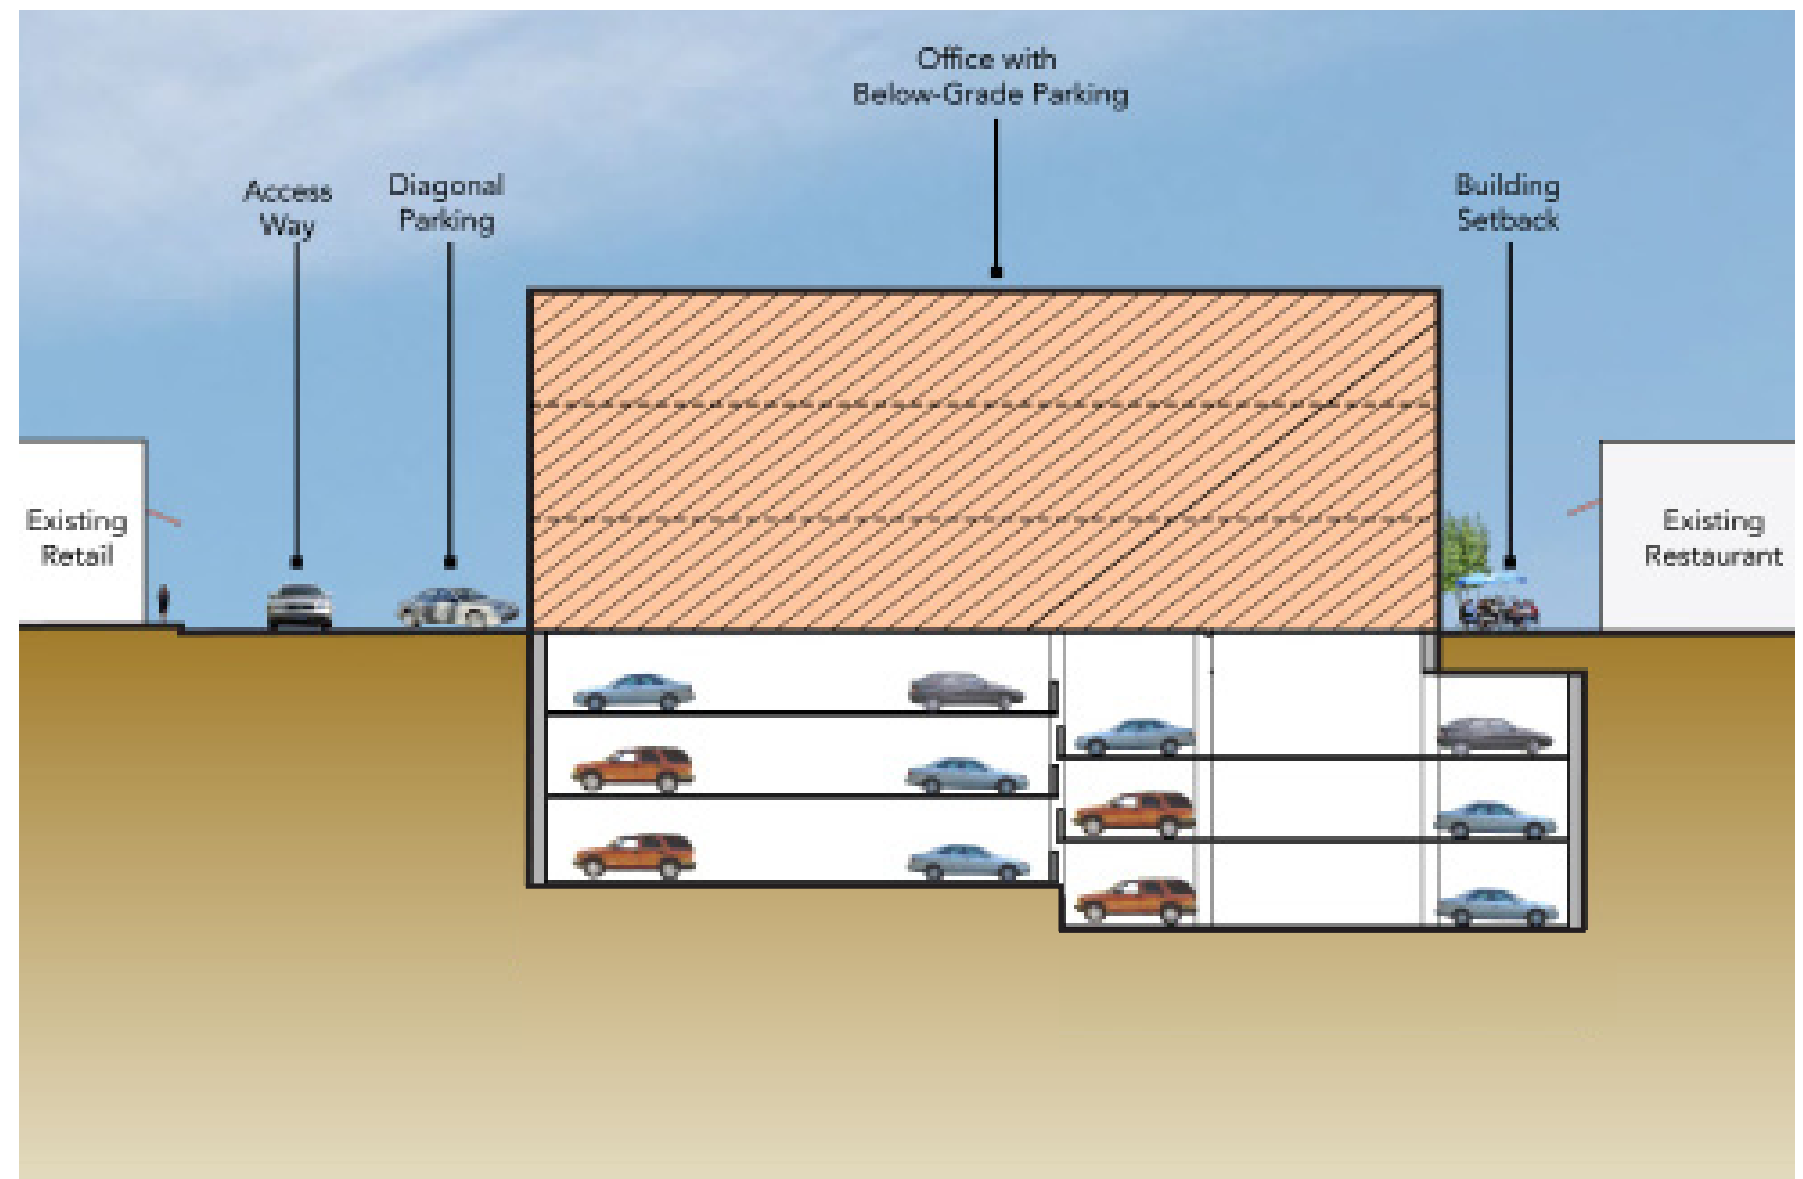 Office with
Below-Grade Parking
Access
Way
Diagonal
Parking
Building
Setback
Existing
Retail
Existing
Restaurant